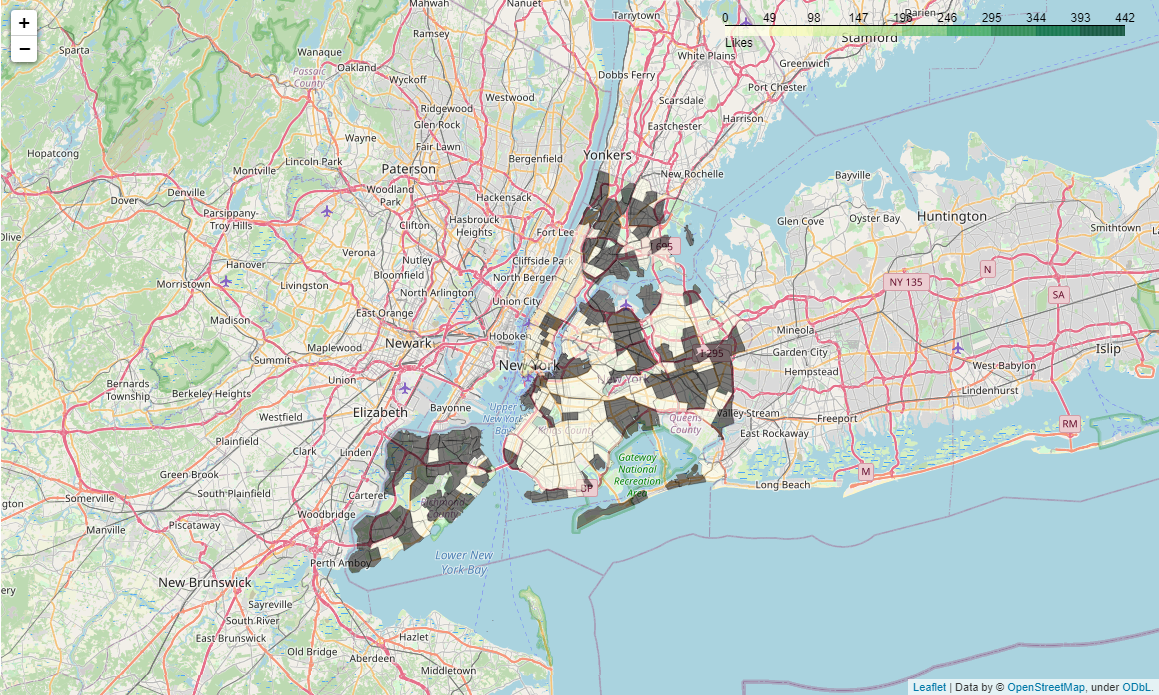 +
−
Mahwah
Nanuet
Tarrytown
0 49 98 147 196 246 295 344 393 442
Darien
Likes
Stamford
Sparta
Ramsey
Wanaque
Oakland
Passaic
County
Wyckoff
Dobbs Ferry
White Plains
Greenwich
Port Chester
Westwood
Ridgewood
Glen Rock
Scarsdale
Harrison
Eastchester
Hopatcong
Wayne
Fair Lawn
Lincoln Park
Bergenfield
Yonkers
Montville
Paterson
New Rochelle
Denville
Dover
Woodland
Park
Hackensack
Bayville
Parsippany-
Troy Hills
Clifton
Hasbrouck
Heights
Fort Lee
Glen Cove
Oyster Bay
Huntington
Smithtown
Olive
Verona
Nutley
Cliffside Park
I 695
Hanover
Bloomfield
North Bergen
N
Morristown
Livingston
North Arlington
Union City
NY 135
SA
East Orange
Madison
Maplewood
Newark
Hoboken
Mineola
I 295
Garden City
Islip
Summit
New York
Hempstead
West Babylon
Bernards
Township
Berkeley Heights
Union
Lindenhurst
Westfield
Elizabeth
Bayonne
Upper
New York
Bay
Kings County
Queens
County
Valley Stream
Freeport
RM
Plainfield
Clark
Linden
East Rockaway
Green Brook
Gateway
National
Recreation
Area
M
Somerville
South Plainfield
Carteret
BP
Long Beach
Richmond
County
Woodbridge
Piscataway
Manville
Perth Amboy
Lower New
York Bay
New Brunswick
Sayreville
South River
East Brunswick
Hazlet
Old Bridge
Aberdeen
Middletown
Leaflet | Data by © OpenStreetMap, under ODbL.